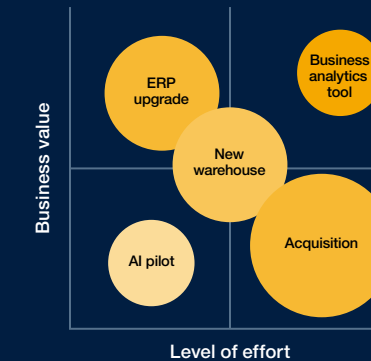 Business
analytics
tool
ERP
upgrade
New
warehouse
Business value
Acquisition
AI pilot
Level of effort